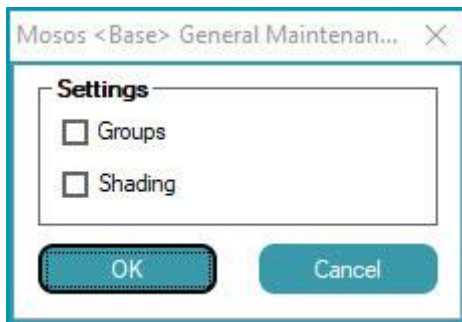 Mosos <Base> General Maintenan...
Settings
Groups
Shading
OK
Cancel